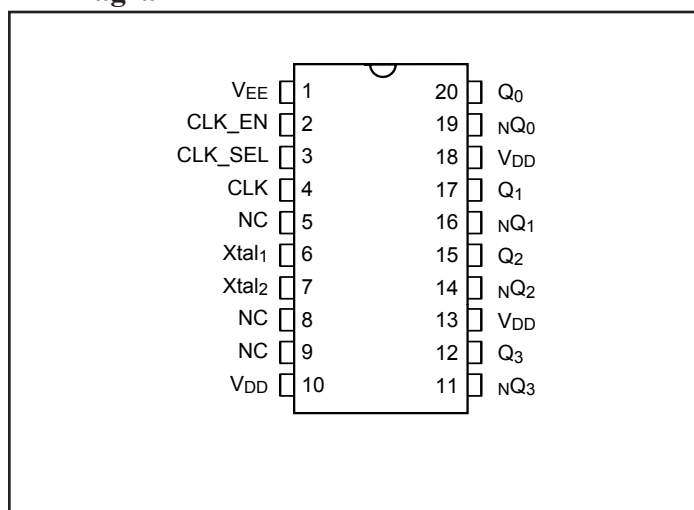 VEE 1 20 Q0
CLK_EN 2 19 NQ0
CLK_SEL 3 18 VDD
CLK 4 17 Q1
NC 5 16 NQ1
Xtal1 6 15 Q2
Xtal2 7 14 NQ2
NC 8 13 VDD
NC 9 12 Q3
VDD 10 11 NQ3